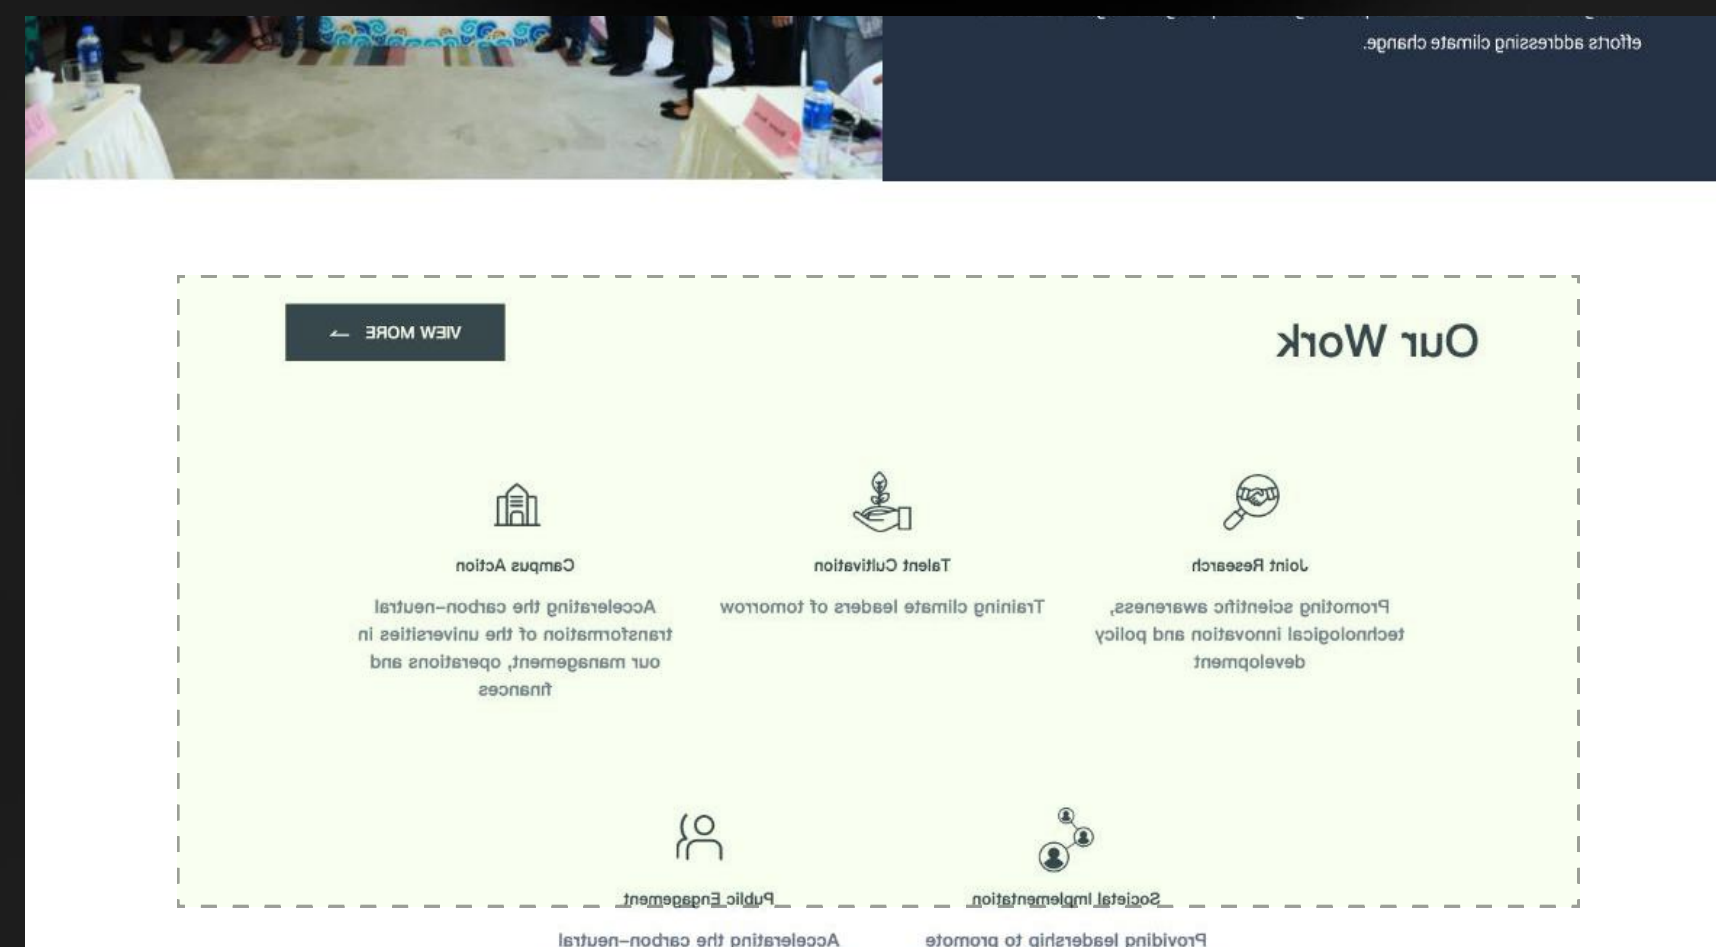 efforts addressing climate change.
Our Work
VIEW MORE
Joint Research
Promoting scientific awareness,
technological innovation and policy
development
Talent Cultivation
Training climate leaders of tomorrow
Campus Action
Accelerating the carbon-neutral
transformation of the universities in
our management, operations and
finances
Societal Implementation
Providing leadership to promote
Public Engagement
Accelerating the carbon-neutral